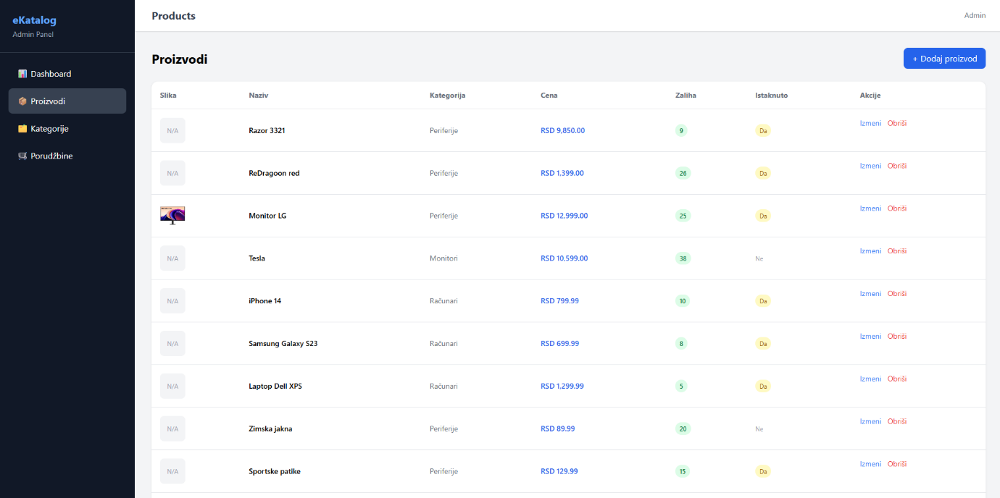 eKatalog
Admin Panel
Dashboard
Proizvodi
Kategorije
Porudžbine
Products
Admin
Proizvodi
+ Dodaj proizvod
Slika Naziv Kategorija Cena Zaliha Istaknuto Akcije
N/A Razor 3321 Periferije RSD 9,850.00 9 Da Izmeni Obriši
N/A ReDragoon red Periferije RSD 1,399.00 26 Da Izmeni Obriši
Monitor LG Periferije RSD 12,999.00 25 Da Izmeni Obriši
N/A Tesla Monitori RSD 10,599.00 38 Ne Izmeni Obriši
N/A iPhone 14 Računari RSD 799.99 10 Da Izmeni Obriši
N/A Samsung Galaxy S23 Računari RSD 699.99 8 Da Izmeni Obriši
N/A Laptop Dell XPS Računari RSD 1,299.99 5 Da Izmeni Obriši
N/A Zimska jakna Periferije RSD 89.99 20 Ne Izmeni Obriši
N/A Sportske patike Periferije RSD 129.99 15 Da Izmeni Obriši